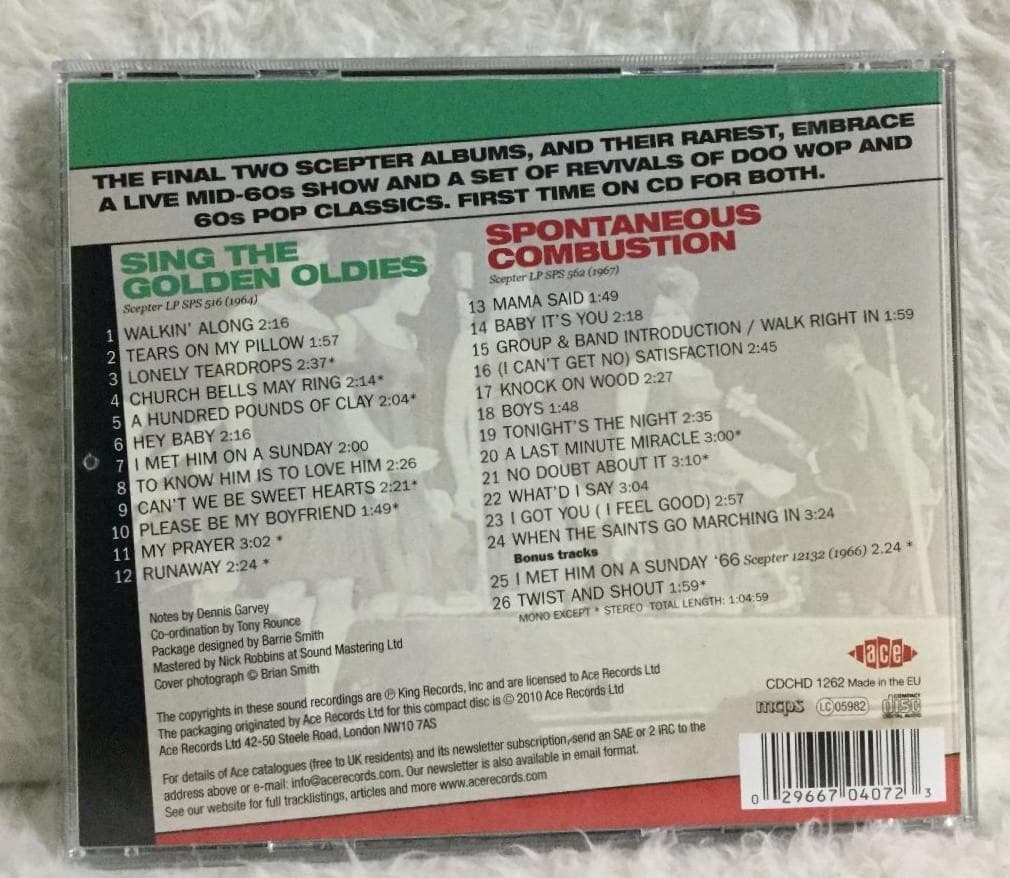 THE FINAL TWO SCEPTER ALBUMS, AND THEIR RAREST, EMBRACE
A LIVE MID-60s SHOW AND A SET OF REVIVALS OF DOO WOP AND
60s POP CLASSICS. FIRST TIME ON CD FOR BOTH.
SING THE
GOLDEN OLDIES
Scepter LP SPS 516 (1964)
1 WALKIN' ALONG 2:16
2 TEARS ON MY PILLOW 1:57
3 LONELY TEARDROPS 2:37*
4 CHURCH BELLS MAY RING 2:14*
5 A HUNDRED POUNDS OF CLAY 2:04*
6 HEY BABY 2:16
7 I MET HIM ON A SUNDAY 2:00
8 TO KNOW HIM IS TO LOVE HIM 2:26
9 CAN'T WE BE SWEET HEARTS 2:21*
10 PLEASE BE MY BOYFRIEND 1:49*
11 MY PRAYER 3:02 *
12 RUNAWAY 2:24 *
SPONTANEOUS
COMBUSTION
Scepter LP SPS 562 (1967)
13 MAMA SAID 1:49
14 BABY IT'S YOU 2:18
15 GROUP & BAND INTRODUCTION / WALK RIGHT IN 1:59
16 (I CAN'T GET NO) SATISFACTION 2:45
17 KNOCK ON WOOD 2:27
18 BOYS 1:48
19 TONIGHT'S THE NIGHT 2:35
20 A LAST MINUTE MIRACLE 3:00*
21 NO DOUBT ABOUT IT 3:10*
22 WHAT'D I SAY 3:04
23 I GOT YOU ( I FEEL GOOD) 2:57
24 WHEN THE SAINTS GO MARCHING IN 3:24
Bonus tracks
25 I MET HIM ON A SUNDAY '66 Scepter 12132 (1966) 2.24 *
26 TWIST AND SHOUT 1:59*
MONO EXCEPT * STEREO TOTAL LENGTH: 1:04:59
Notes by Dennis Garvey
Co-ordination by Tony Rounce
Package designed by Barrie Smith
Mastered by Nick Robbins at Sound Mastering Ltd
Cover photograph © Brian Smith
The copyrights in these sound recordings are ℗ King Records, Inc and are licensed to Ace Records Ltd
The packaging originated by Ace Records Ltd for this compact disc is © 2010 Ace Records Ltd
Ace Records Ltd 42-50 Steele Road, London NW10 7AS
For details of Ace catalogues (free to UK residents) and its newsletter subscription, send an SAE or 2 IRC to the
address above or e-mail: info@acerecords.com. Our newsletter is also available in email format.
See our website for full tracklistings, articles and more www.acerecords.com
ace
CDCHD 1262 Made in the EU
mcps LC 05982 COMPACT disc DIGITAL AUDIO
0 29667 04072 3